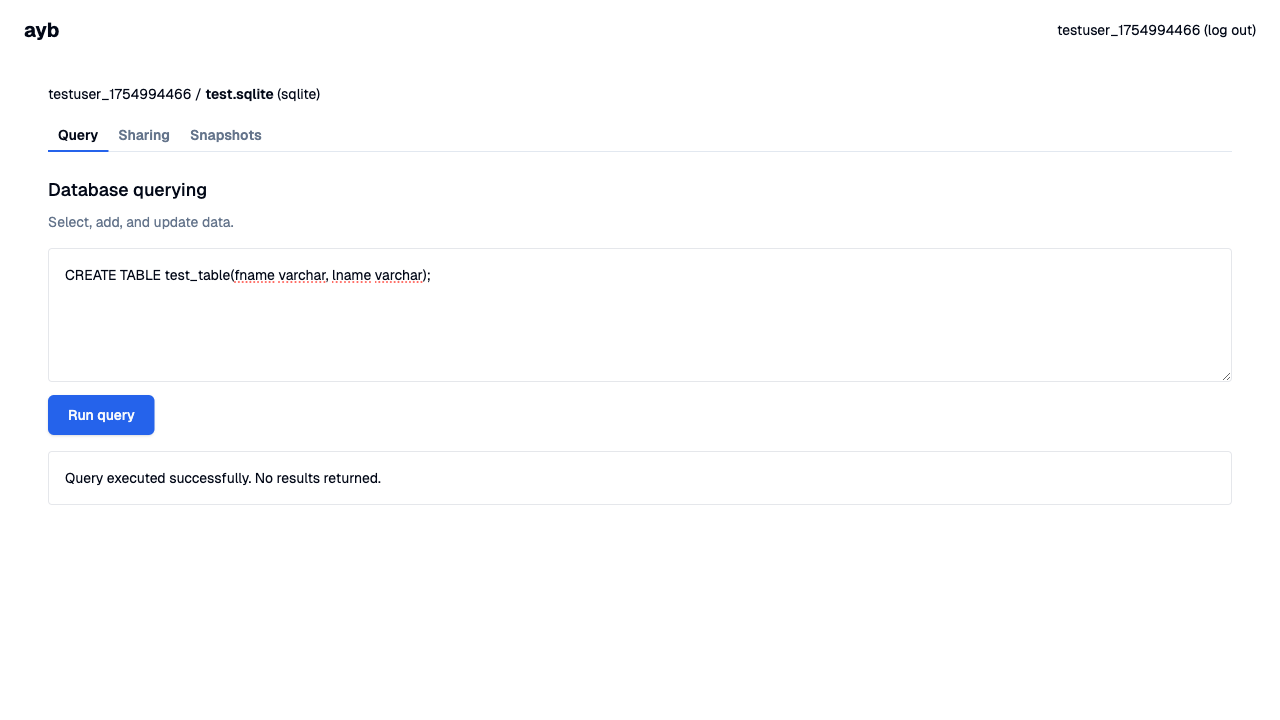 ayb
testuser_1754994466 (log out)
testuser_1754994466 / test.sqlite (sqlite)
Query Sharing Snapshots
Database querying
Select, add, and update data.
CREATE TABLE test_table(fname varchar, lname varchar);
Run query
Query executed successfully. No results returned.